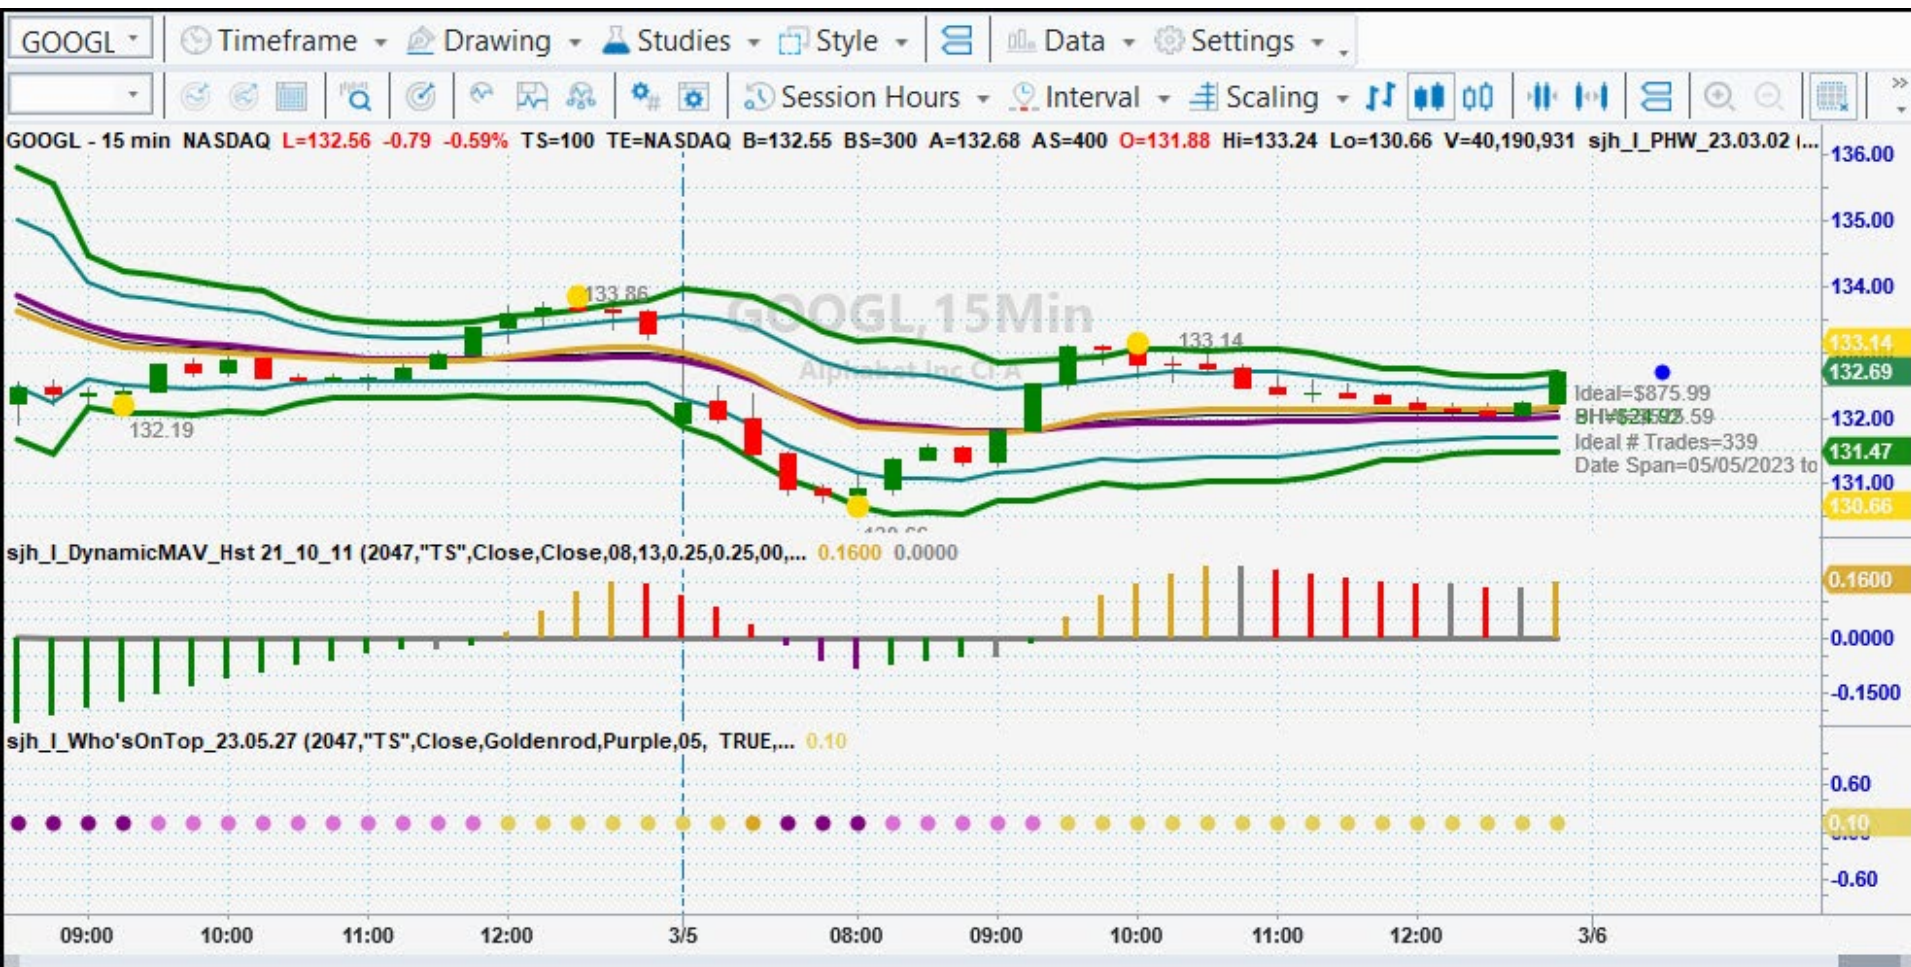 GOOGL Timeframe Drawing Studies Style Data Settings
Session Hours Interval Scaling
GOOGL - 15 min NASDAQ L=132.56 -0.79 -0.59% TS=100 TE=NASDAQ B=132.55 BS=300 A=132.68 AS=400 O=131.88 Hi=133.24 Lo=130.66 V=40,190,931 sjh_I_PHW_23.03.02 (...
136.00
135.00
134.00
133.86
GOOGL,15Min
Alphabet Inc Cl A
133.14
133.14
132.69
Ideal=$875.99
132.00
132.19
Ideal # Trades=339
131.47
Date Span=05/05/2023 to
131.00
130.66
sjh_I_DynamicMAV_Hst 21_10_11 (2047,"TS",Close,Close,08,13,0.25,0.25,00,... 0.1600 0.0000
0.1600
0.0000
-0.1500
sjh_I_Who'sOnTop_23.05.27 (2047,"TS",Close,Goldenrod,Purple,05, TRUE,... 0.10
0.60
0.10
-0.60
09:00 10:00 11:00 12:00 3/5 08:00 09:00 10:00 11:00 12:00 3/6